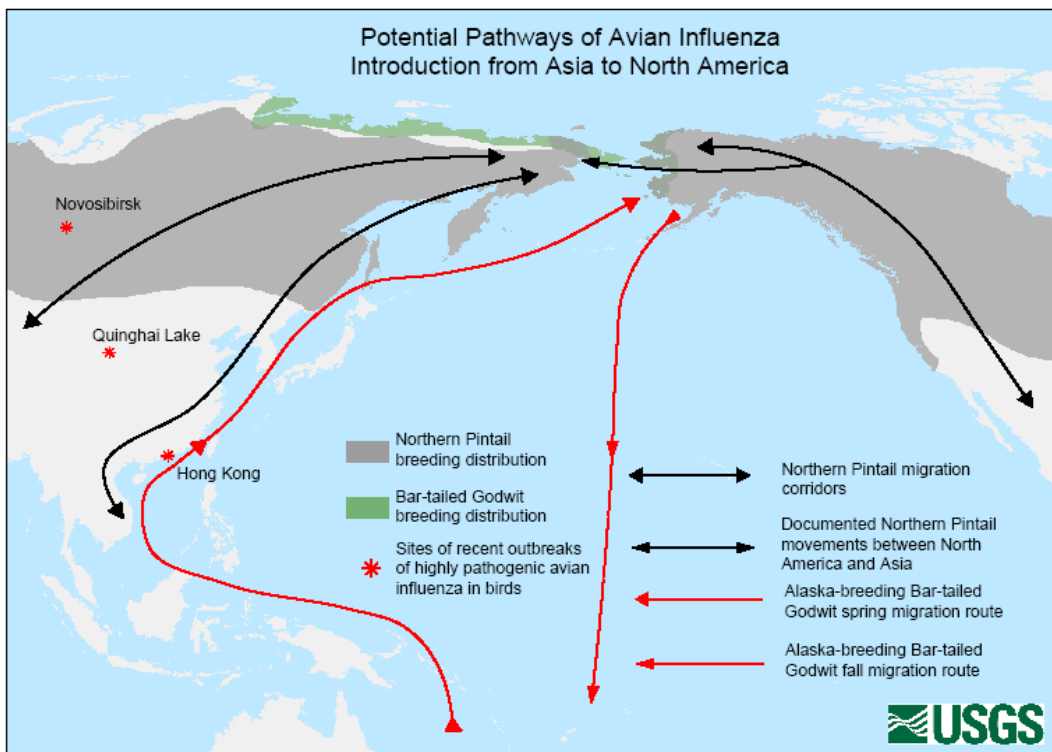 Potential Pathways of Avian Influenza
Introduction from Asia to North America
Novosibirsk
Quinghai Lake
Hong Kong
Northern Pintail
breeding distribution
Bar-tailed Godwit
breeding distribution
Sites of recent outbreaks
of highly pathogenic avian
influenza in birds
Northern Pintail migration
corridors
Documented Northern Pintail
movements between North
America and Asia
Alaska-breeding Bar-tailed
Godwit spring migration route
Alaska-breeding Bar-tailed
Godwit fall migration route
USGS